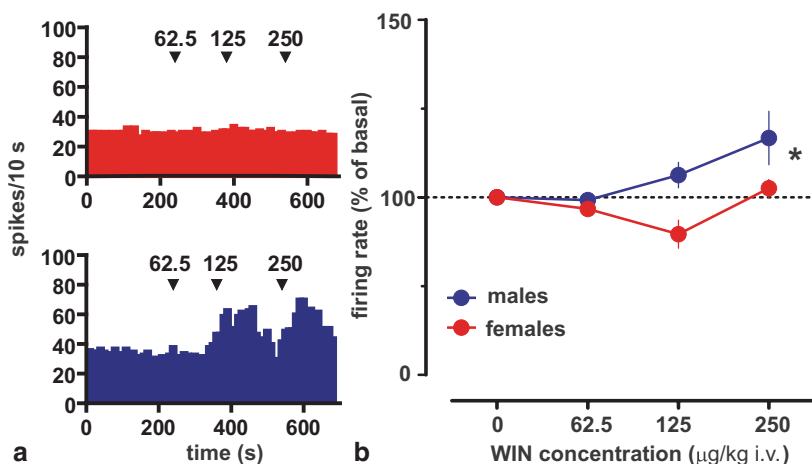 100
80
60
40
20
0
62.5 125 250
0 200 400 600
spikes/10 s
100
80
60
40
20
0
62.5 125 250
0 200 400 600
time (s)
a
150
100
0
firing rate (% of basal)
*
males
females
0 62.5 125 250
WIN concentration (μg/kg i.v.)
b